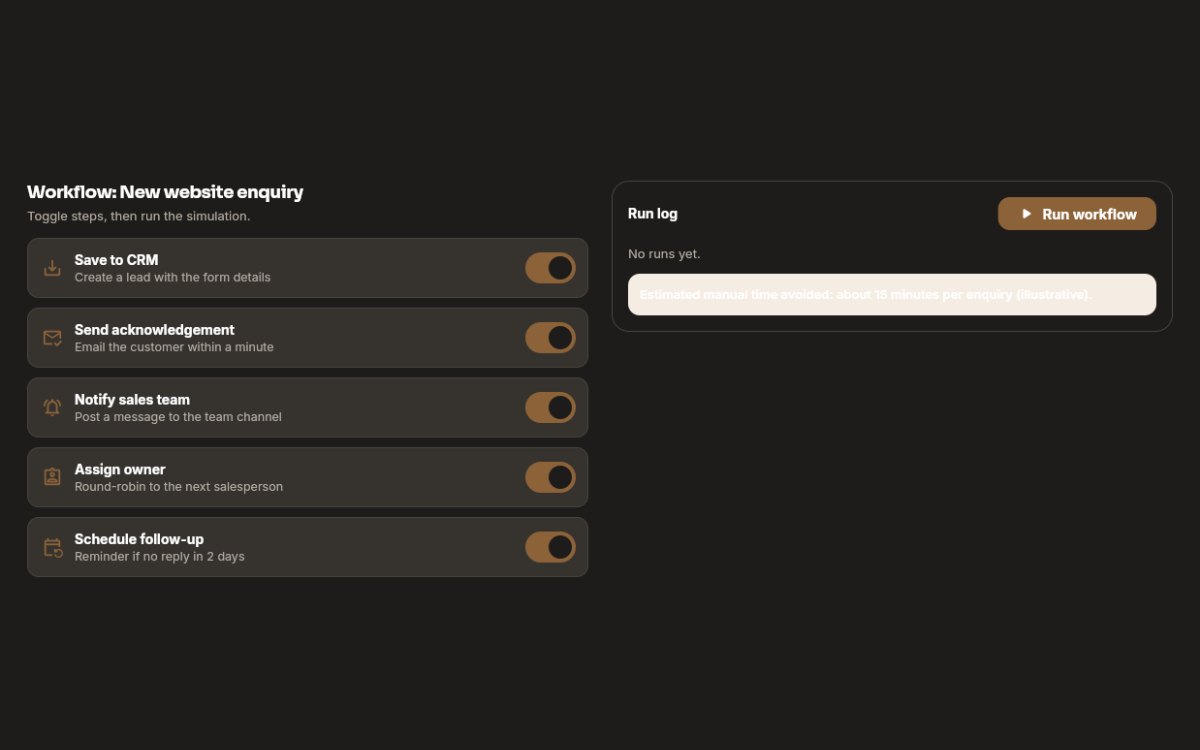 Workflow: New website enquiry
Toggle steps, then run the simulation.
Save to CRM
Create a lead with the form details
Send acknowledgement
Email the customer within a minute
Notify sales team
Post a message to the team channel
Assign owner
Round-robin to the next salesperson
Schedule follow-up
Reminder if no reply in 2 days
Run log
Run workflow
No runs yet.
Estimated manual time avoided: about 15 minutes per enquiry (illustrative).